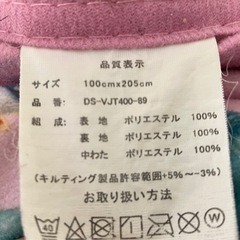 品質表示
サイズ 100cmx205cm
品番: DS-VJT400-89
組成: 表地 ポリエステル 100%
裏地 ポリエステル 100%
中わた ポリエステル 100%
(キルティング製品許容範囲+5%~-3%)
お取り扱い方法
40
W